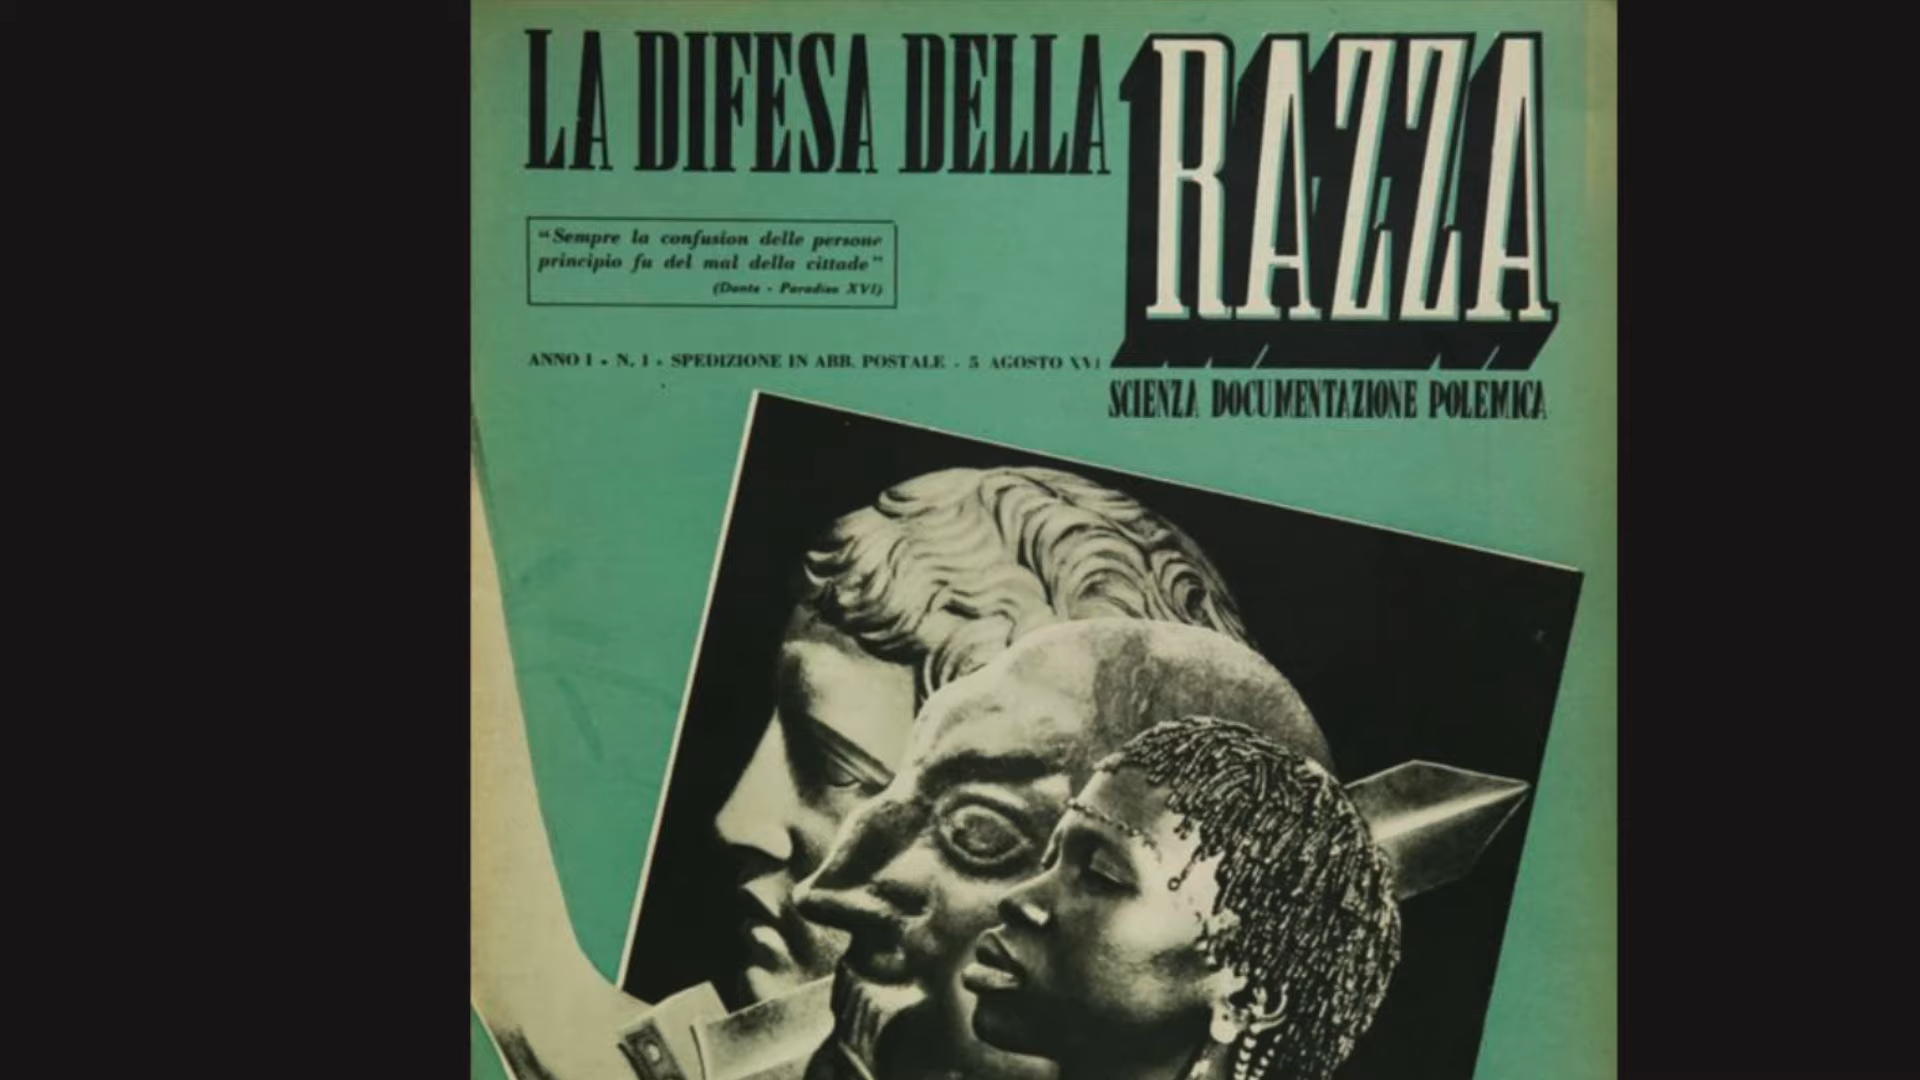 LA DIFESA DELLA RAZZA
"Sempre la confusion delle persone
principio fu del mal della cittade"
(Dante - Paradiso XVI)
ANNO I - N. 1 - SPEDIZIONE IN ABB. POSTALE - 5 AGOSTO XVI
SCIENZA DOCUMENTAZIONE POLEMICA